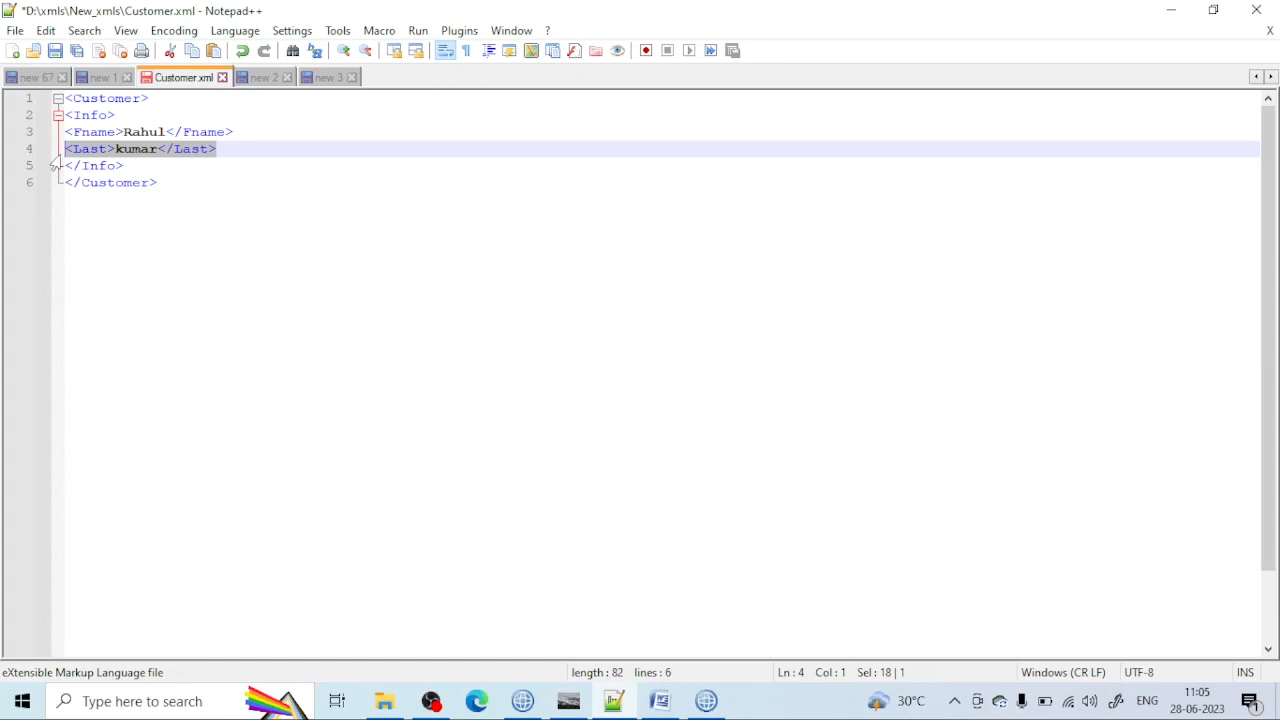 *D:\xmls\New_xmls\Customer.xml - Notepad++
File Edit Search View Encoding Language Settings Tools Macro Run Plugins Window ? X
new 67 new 1 Customer.xml new 2 new 3
1 <Customer>
2 <Info>
3 <Fname>Rahul</Fname>
4 <Last>kumar</Last>
5 </Info>
6 </Customer>
eXtensible Markup Language file length : 82 lines : 6 Ln : 4 Col : 1 Sel : 18 | 1 Windows (CR LF) UTF-8 INS
Type here to search 30°C ENG 11:05
28-06-2023 1